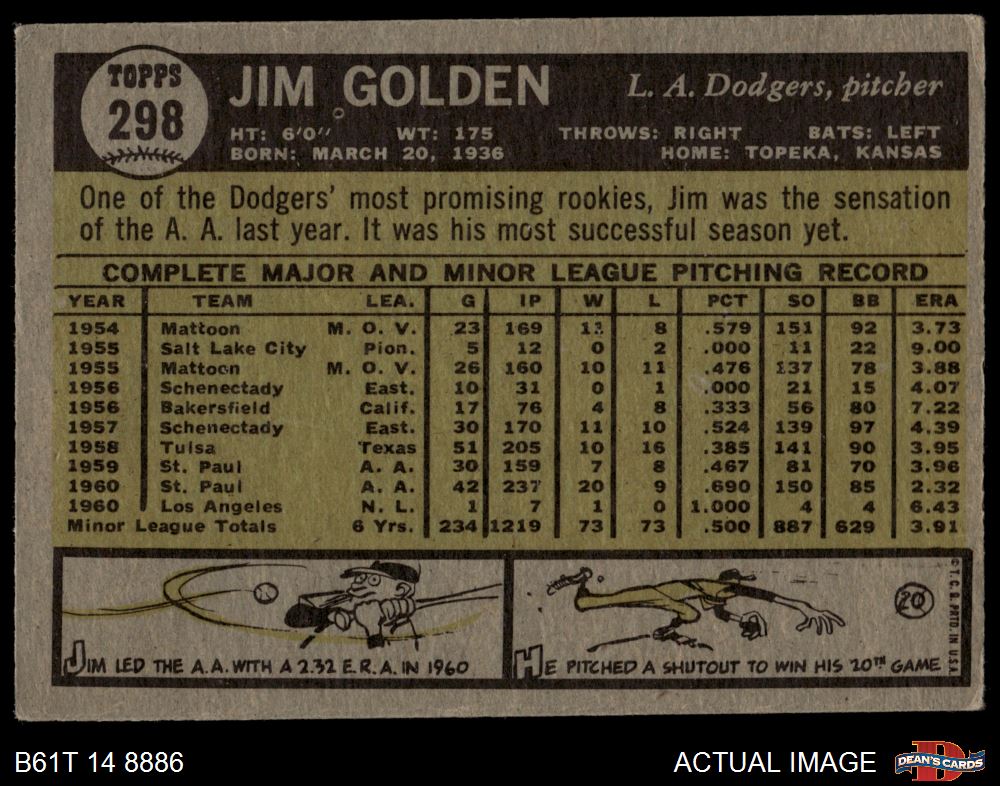 TOPPS
298
JIM GOLDEN
L. A. Dodgers, pitcher
HT: 6'0" WT: 175 THROWS: RIGHT BATS: LEFT
BORN: MARCH 20, 1936 HOME: TOPEKA, KANSAS
One of the Dodgers' most promising rookies, Jim was the sensation
of the A. A. last year. It was his most successful season yet.
COMPLETE MAJOR AND MINOR LEAGUE PITCHING RECORD
YEAR TEAM LEA. G IP W L PCT SO BB ERA
1954 Mattoon M. O. V. 23 169 11 8 .579 151 92 3.73
1955 Salt Lake City Pion. 5 12 0 2 .000 11 22 9.00
1955 Mattoon M. O. V. 26 160 10 11 .476 137 78 3.88
1956 Schenectady East. 10 31 0 1 .000 21 15 4.07
1956 Bakersfield Calif. 17 76 4 8 .333 56 80 7.22
1957 Schenectady East. 30 170 11 10 .524 139 97 4.39
1958 Tulsa Texas 51 205 10 16 .385 141 90 3.95
1959 St. Paul A. A. 30 159 7 8 .467 81 70 3.96
1960 St. Paul A. A. 42 237 20 9 .690 150 85 2.32
1960 Los Angeles N. L. 1 7 1 0 1.000 4 4 6.43
Minor League Totals 6 Yrs. 234 1219 73 73 .500 887 629 3.91
JIM LED THE A.A. WITH A 2.32 E.R.A. IN 1960
20
HE PITCHED A SHUTOUT TO WIN HIS 20TH GAME
© T. C. G. PRTD. IN U.S.A.
B61T 14 8886
ACTUAL IMAGE
D
DEAN'S CARDS